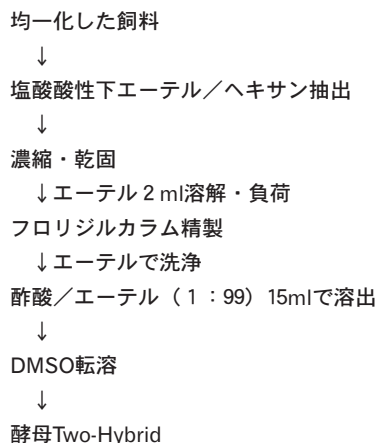 均一化した飼料
↓
塩酸酸性下エーテル／ヘキサン抽出
↓
濃縮・乾固
↓エーテル２ml溶解・負荷
フロリジルカラム精製
↓エーテルで洗浄
酢酸／エーテル（１：99）15mlで溶出
↓
DMSO転溶
↓
酵母Two-Hybrid